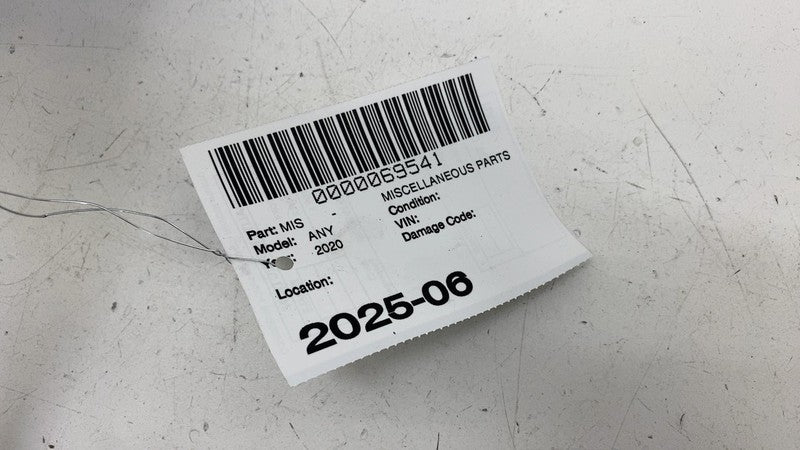 0000069541
Part: MIS - MISCELLANEOUS PARTS
Model: ANY Condition:
2020 VIN:
Damage Code:
Location:
2025-06